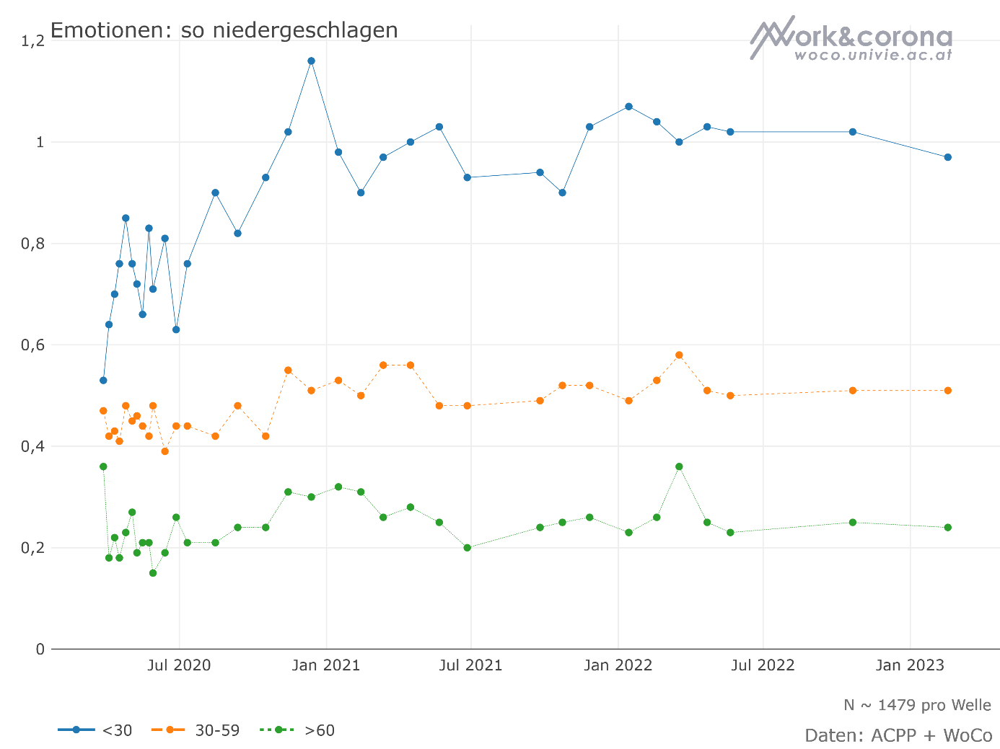 Emotionen: so niedergeschlagen
Work&corona
woco.univie.ac.at
1,2
1
0,8
0,6
0,4
0,2
0
Jul 2020 Jan 2021 Jul 2021 Jan 2022 Jul 2022 Jan 2023
N ~ 1479 pro Welle
<30 30-59 >60
Daten: ACPP + WoCo